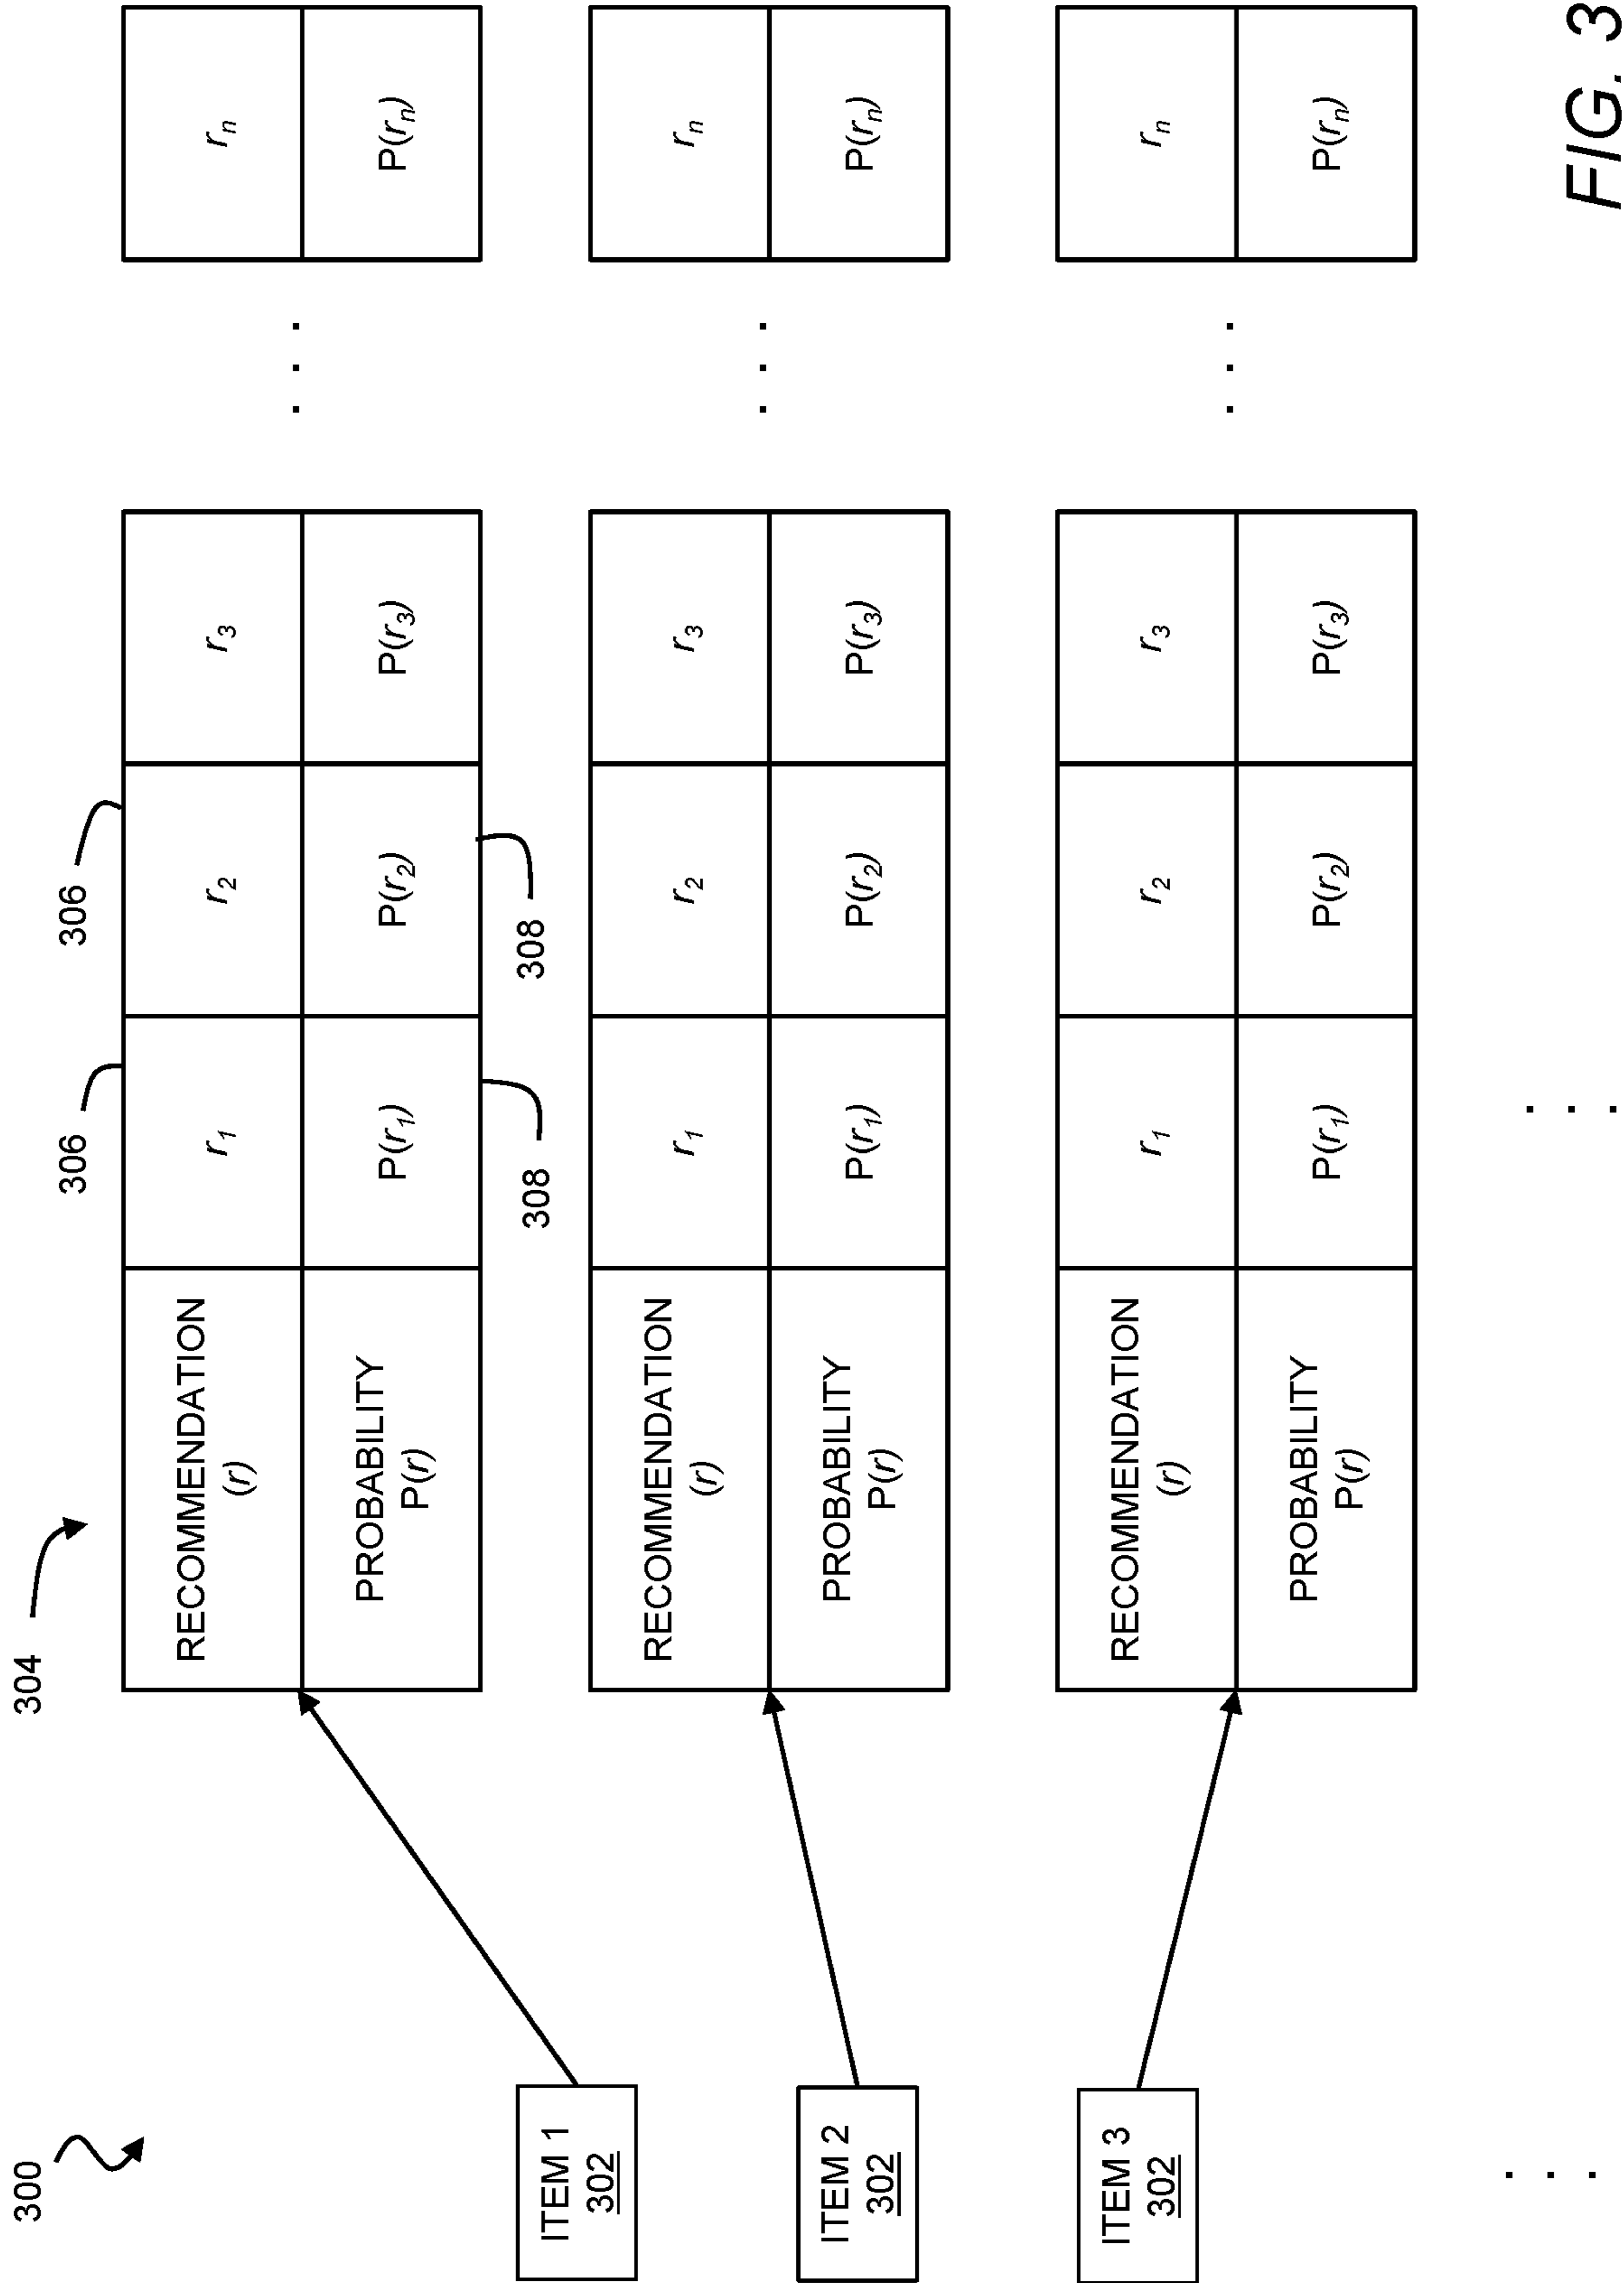 300
304
306
306
RECOMMENDATION
(r)
r1
r2
r3
. . .
rn
PROBABILITY
P(r)
P(r1)
P(r2)
P(r3)
P(rn)
308
308
ITEM 1
302
RECOMMENDATION
(r)
r1
r2
r3
. . .
rn
PROBABILITY
P(r)
P(r1)
P(r2)
P(r3)
P(rn)
ITEM 2
302
RECOMMENDATION
(r)
r1
r2
r3
. . .
rn
PROBABILITY
P(r)
P(r1)
P(r2)
P(r3)
P(rn)
ITEM 3
302
. . .
. . .
FIG. 3